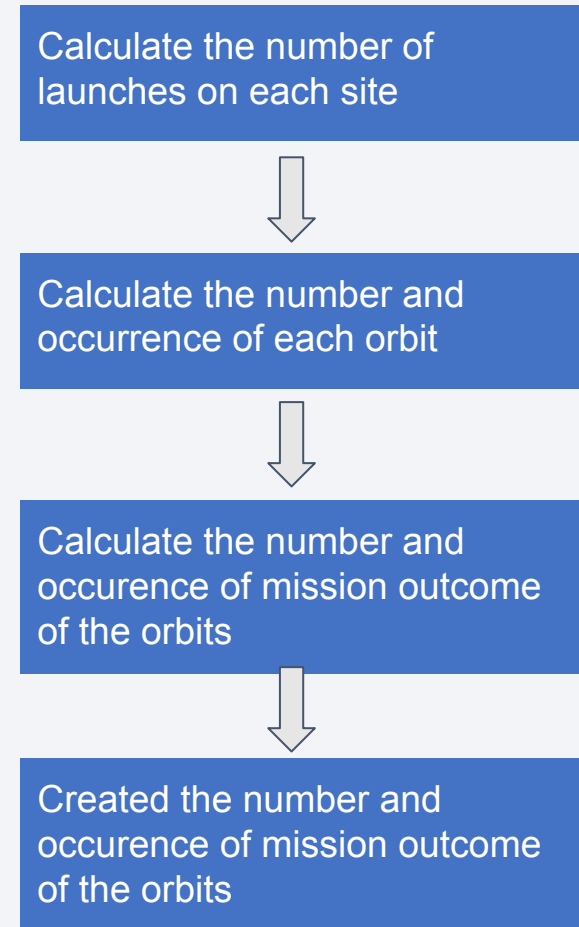 Calculate the number of
launches on each site
Calculate the number and
occurrence of each orbit
Calculate the number and
occurence of mission outcome
of the orbits
Created the number and
occurence of mission outcome
of the orbits